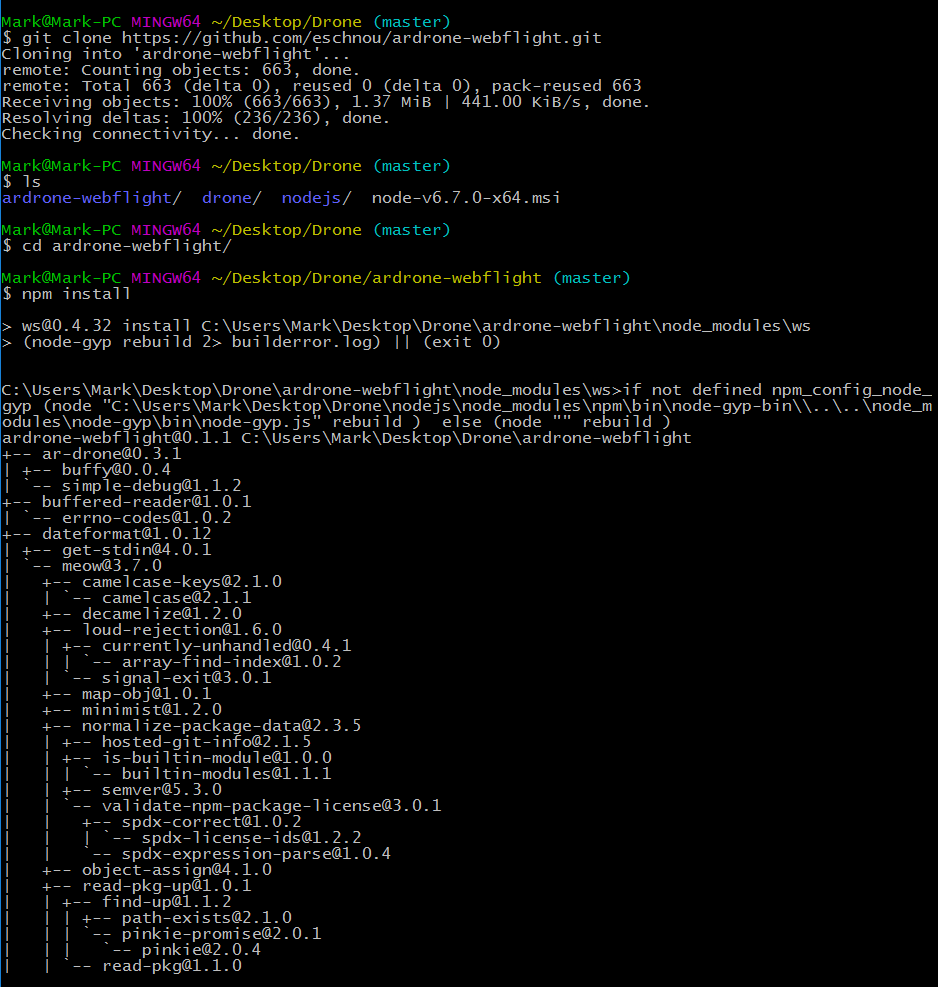 Mark@Mark-PC MINGW64 ~/Desktop/Drone (master)
$ git clone https://github.com/eschnou/ardrone-webflight.git
Cloning into 'ardrone-webflight'...
remote: Counting objects: 663, done.
remote: Total 663 (delta 0), reused 0 (delta 0), pack-reused 663
Receiving objects: 100% (663/663), 1.37 MiB | 441.00 KiB/s, done.
Resolving deltas: 100% (236/236), done.
Checking connectivity... done.

Mark@Mark-PC MINGW64 ~/Desktop/Drone (master)
$ ls
ardrone-webflight/  drone/  nodejs/  node-v6.7.0-x64.msi

Mark@Mark-PC MINGW64 ~/Desktop/Drone (master)
$ cd ardrone-webflight/

Mark@Mark-PC MINGW64 ~/Desktop/Drone/ardrone-webflight (master)
$ npm install

> ws@0.4.32 install C:\Users\Mark\Desktop\Drone\ardrone-webflight\node_modules\ws
> (node-gyp rebuild 2> builderror.log) || (exit 0)


C:\Users\Mark\Desktop\Drone\ardrone-webflight\node_modules\ws>if not defined npm_config_node_
gyp (node "C:\Users\Mark\Desktop\Drone\nodejs\node_modules\npm\bin\node-gyp-bin\\..\..\node_m
odules\node-gyp\bin\node-gyp.js" rebuild )  else (node "" rebuild )
ardrone-webflight@0.1.1 C:\Users\Mark\Desktop\Drone\ardrone-webflight
+-- ar-drone@0.3.1
| +-- buffy@0.0.4
| `-- simple-debug@1.1.2
+-- buffered-reader@1.0.1
| `-- errno-codes@1.0.2
+-- dateformat@1.0.12
| +-- get-stdin@4.0.1
| `-- meow@3.7.0
|   +-- camelcase-keys@2.1.0
|   | `-- camelcase@2.1.1
|   +-- decamelize@1.2.0
|   +-- loud-rejection@1.6.0
|   | +-- currently-unhandled@0.4.1
|   | | `-- array-find-index@1.0.2
|   | `-- signal-exit@3.0.1
|   +-- map-obj@1.0.1
|   +-- minimist@1.2.0
|   +-- normalize-package-data@2.3.5
|   | +-- hosted-git-info@2.1.5
|   | +-- is-builtin-module@1.0.0
|   | | `-- builtin-modules@1.1.1
|   | +-- semver@5.3.0
|   | `-- validate-npm-package-license@3.0.1
|   |   +-- spdx-correct@1.0.2
|   |   | `-- spdx-license-ids@1.2.2
|   |   `-- spdx-expression-parse@1.0.4
|   +-- object-assign@4.1.0
|   +-- read-pkg-up@1.0.1
|   | +-- find-up@1.1.2
|   | | +-- path-exists@2.1.0
|   | | `-- pinkie-promise@2.0.1
|   | |   `-- pinkie@2.0.4
|   | `-- read-pkg@1.1.0